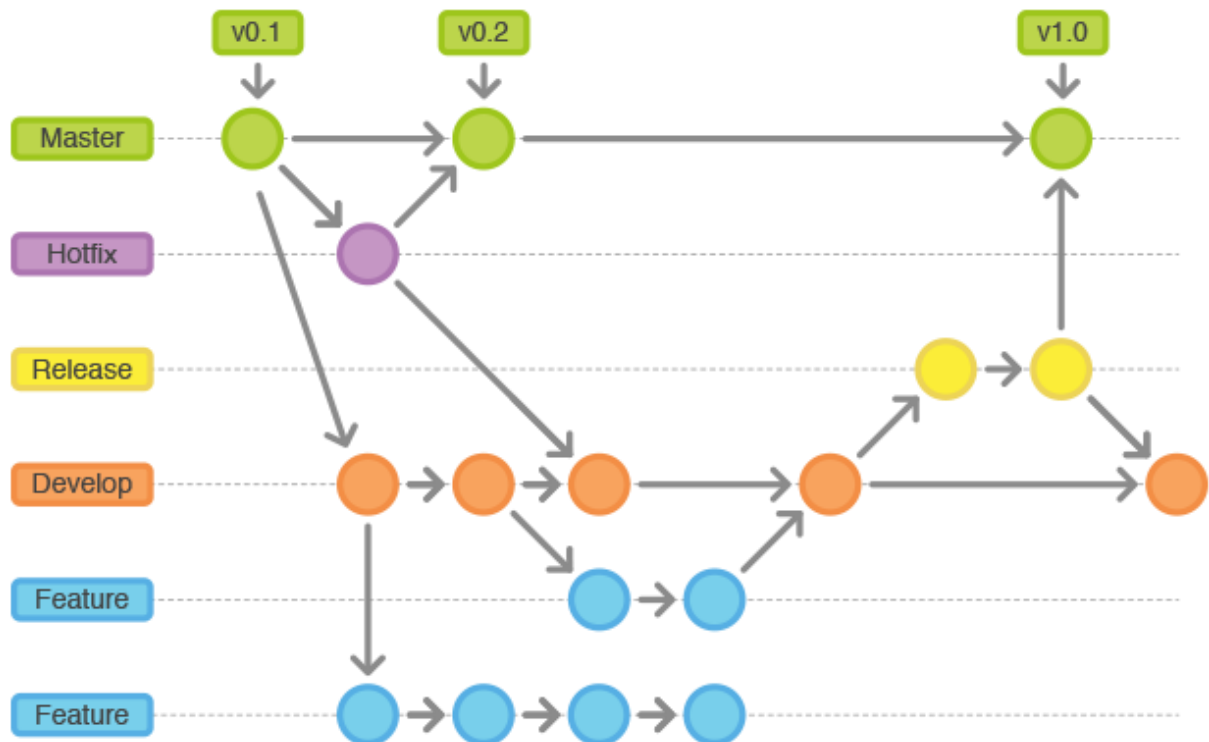 v0.1
v0.2
v1.0
Master
Hotfix
Release
Develop
Feature
Feature